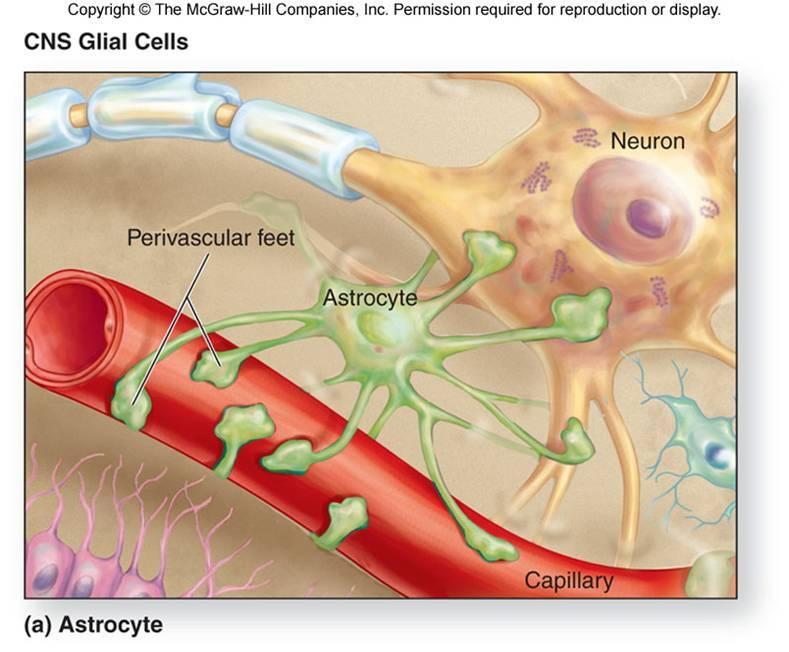 Copyright © The McGraw-Hill Companies, Inc. Permission required for reproduction or display.
CNS Glial Cells
Neuron
Perivascular feet
Astrocyte
Capillary
(a) Astrocyte